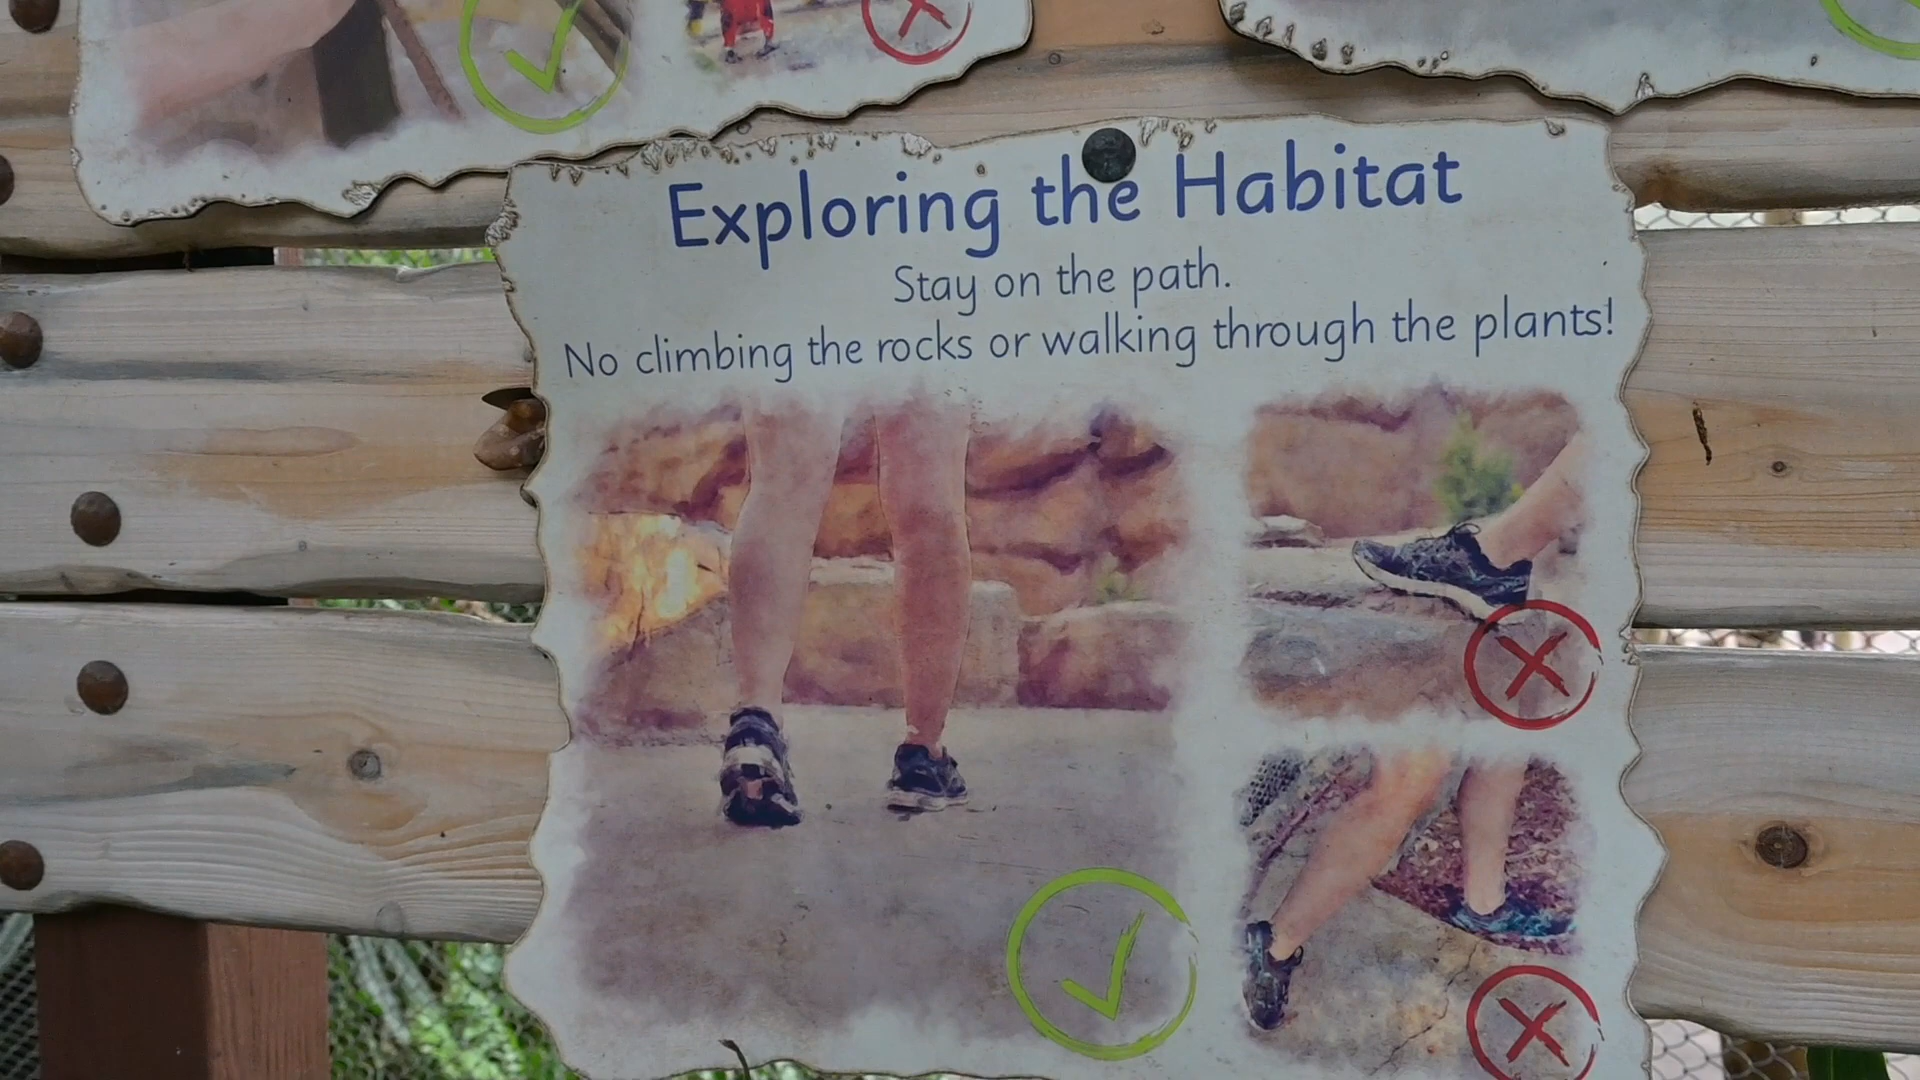 Exploring the Habitat
Stay on the path.
No climbing the rocks or walking through the plants!